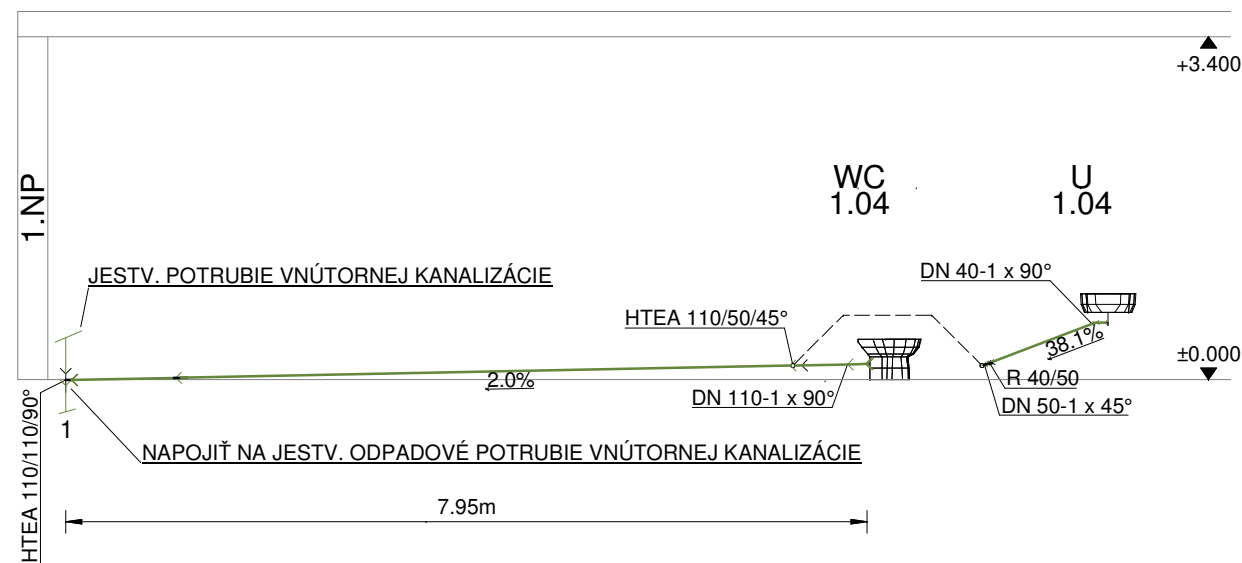 +3.400
1.NP
WC
1.04
U
1.04
JESTV. POTRUBIE VNÚTORNEJ KANALIZÁCIE
DN 40-1 x 90°
HTEA 110/50/45°
38.1%
±0.000
2.0%
R 40/50
DN 110-1 x 90°
DN 50-1 x 45°
1
NAPOJIŤ NA JESTV. ODPADOVÉ POTRUBIE VNÚTORNEJ KANALIZÁCIE
HTEA 110/110/90°
7.95m